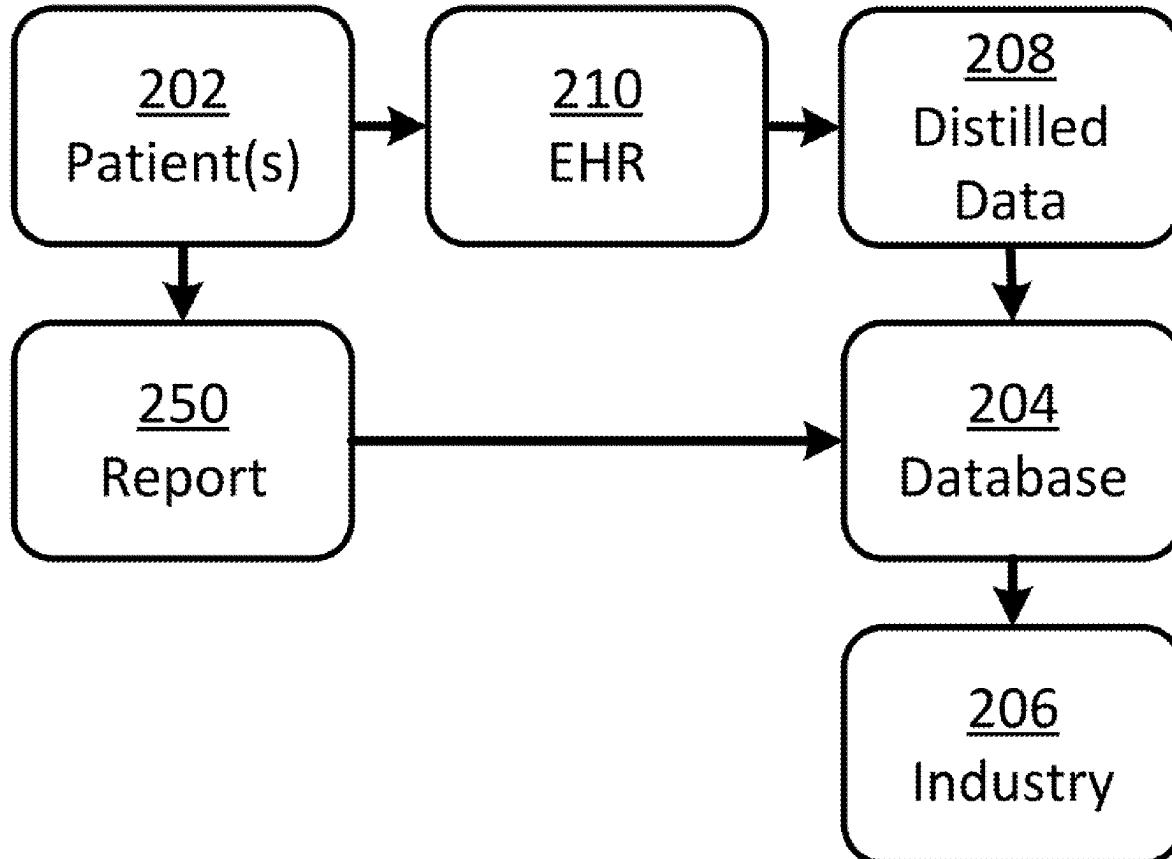 202
Patient(s)
210
EHR
208
Distilled
Data
250
Report
204
Database
206
Industry